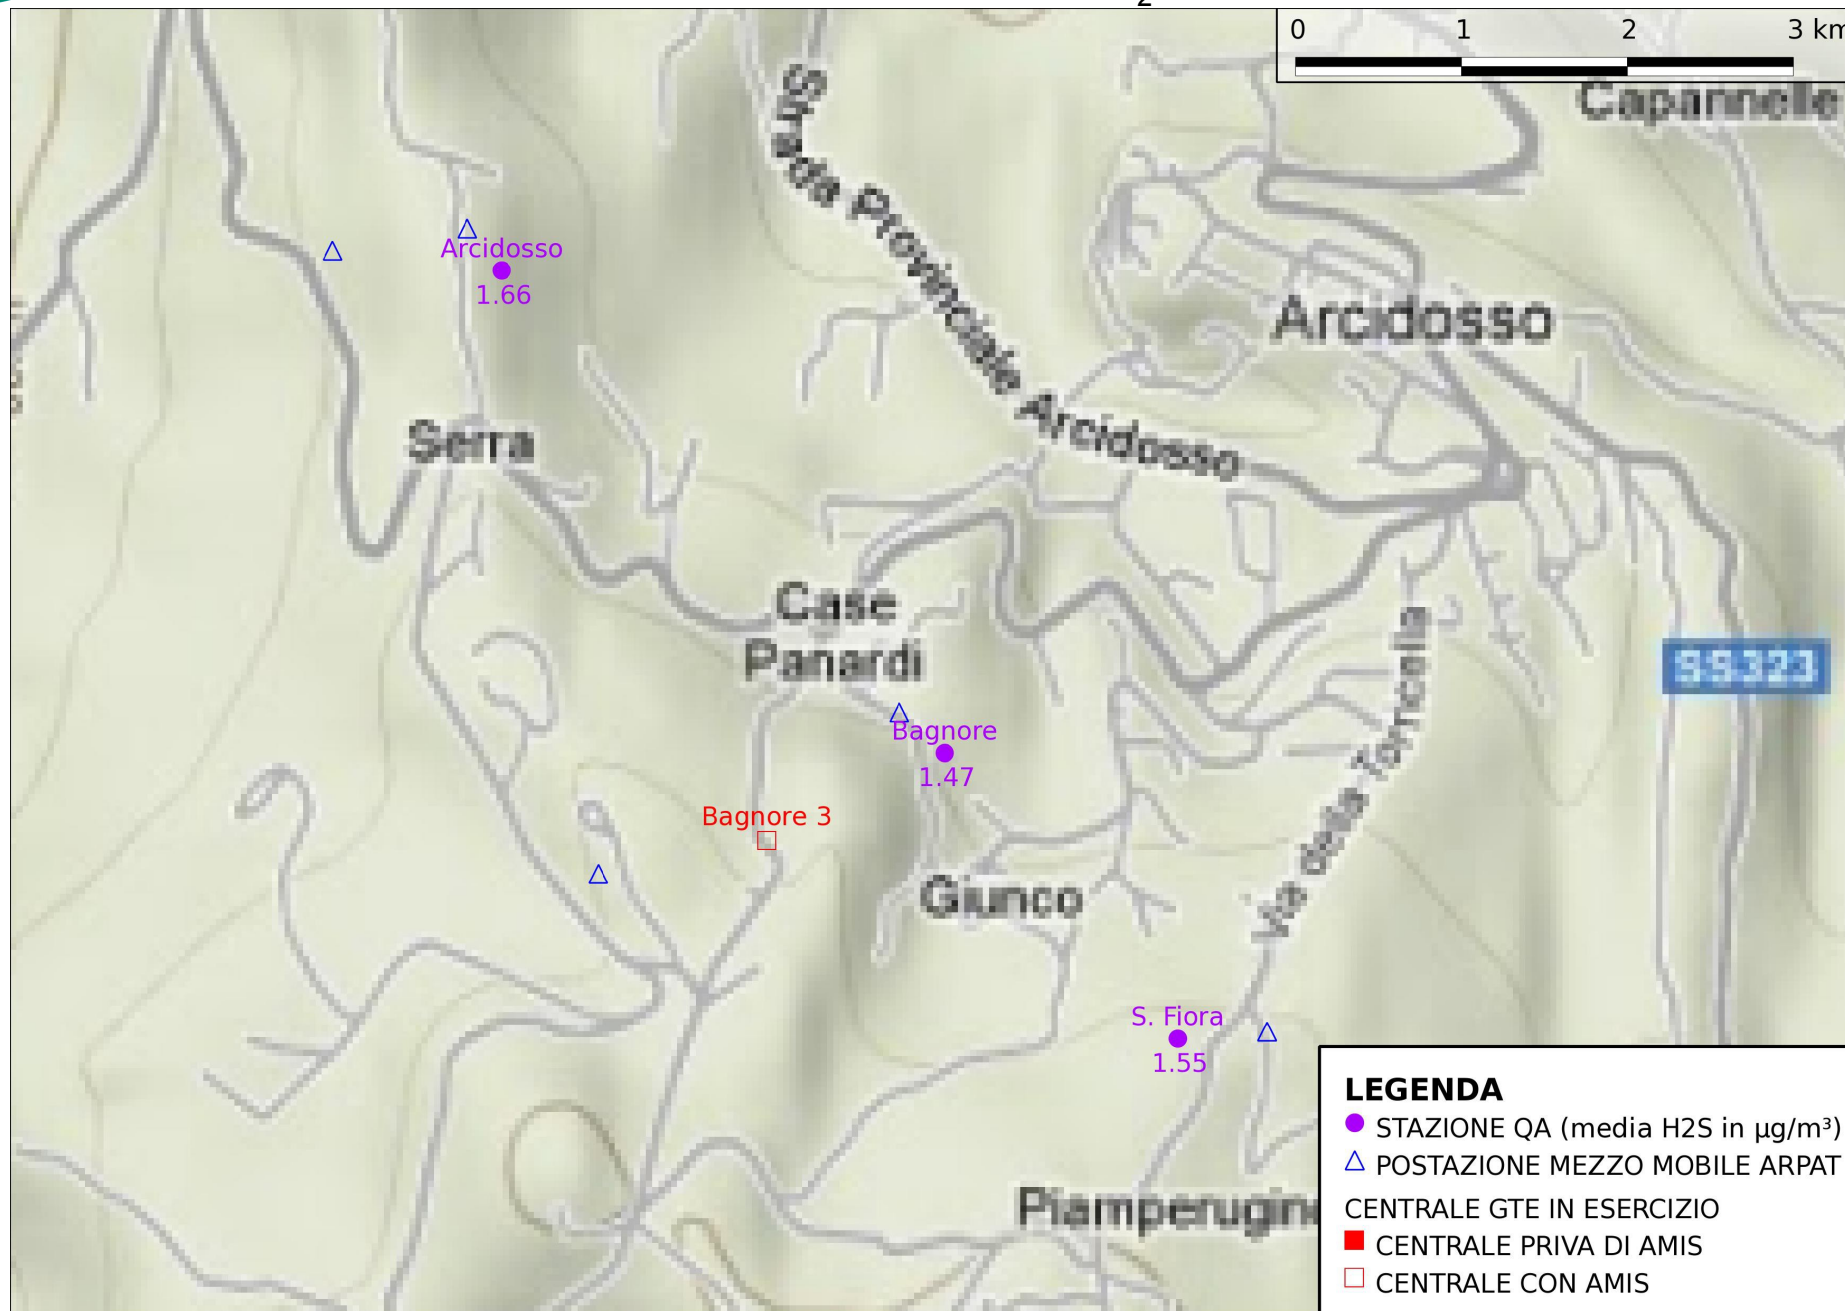 2
0 1 2 3 km
Capannelle
Strada Provinciale Arcidosso
Arcidosso
1.66
Arcidosso
Serra
Case
Panardi
SS323
Bagnore
1.47
Via della Torricella
Bagnore 3
Giunco
S. Fiora
1.55
Piamperugino
LEGENDA
STAZIONE QA (media H2S in µg/m³)
POSTAZIONE MEZZO MOBILE ARPAT
CENTRALE GTE IN ESERCIZIO
CENTRALE PRIVA DI AMIS
CENTRALE CON AMIS